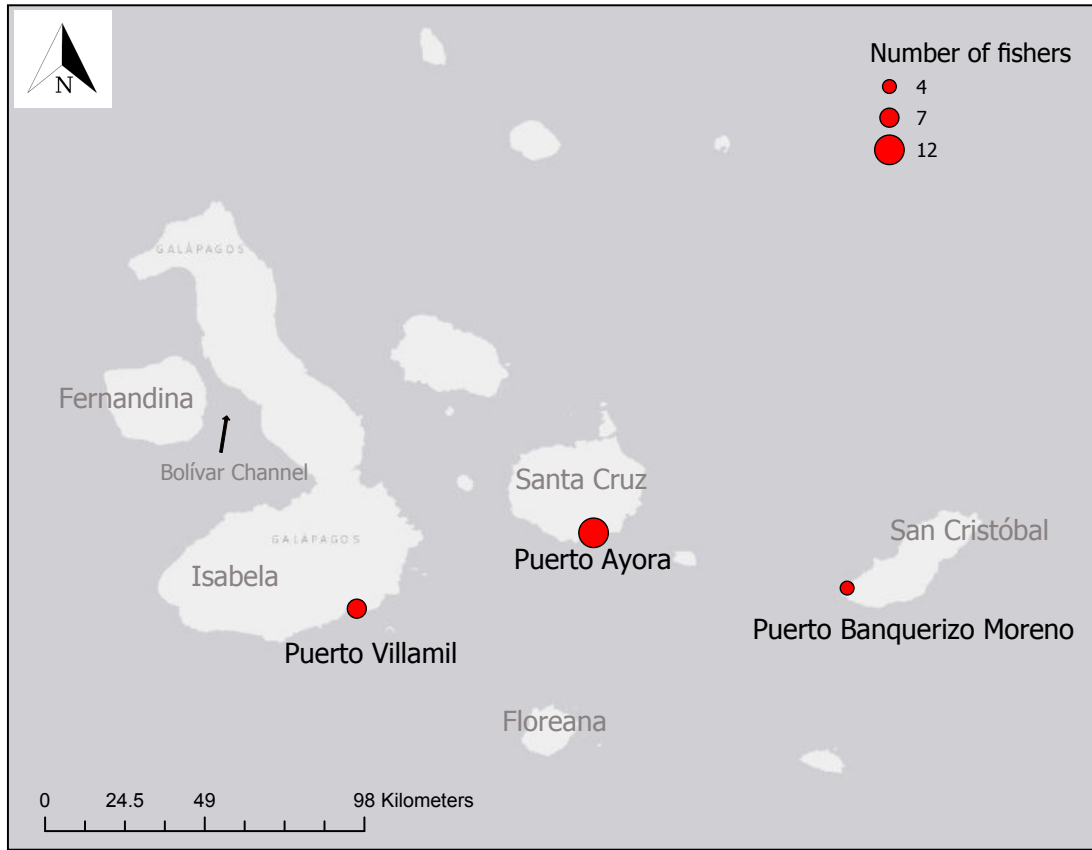 N
Number of fishers
4
7
12
GALÁPAGOS
Fernandina
Bolívar Channel
Santa Cruz
San Cristóbal
GALÁPAGOS
Puerto Ayora
Isabela
Puerto Banquerizo Moreno
Puerto Villamil
Floreana
0 24.5 49 98 Kilometers